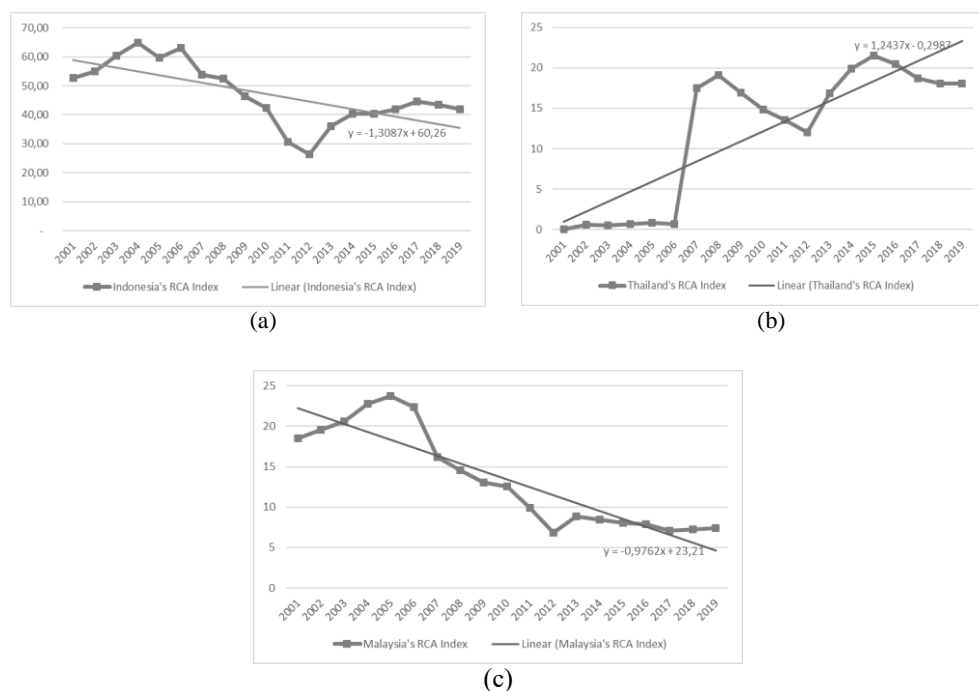 70,00
60,00
50,00
40,00
30,00
20,00
10,00
-
y = -1,3087x + 60,26
2001 2002 2003 2004 2005 2006 2007 2008 2009 2010 2011 2012 2013 2014 2015 2016 2017 2018 2019
Indonesia's RCA Index Linear (Indonesia's RCA Index)
(a)
25
20
15
10
5
0
y = 1,2437x - 0,2987
2001 2002 2003 2004 2005 2006 2007 2008 2009 2010 2011 2012 2013 2014 2015 2016 2017 2018 2019
Thailand's RCA Index Linear (Thailand's RCA Index)
(b)
25
20
15
10
5
0
y = -0,9762x + 23,21
2001 2002 2003 2004 2005 2006 2007 2008 2009 2010 2011 2012 2013 2014 2015 2016 2017 2018 2019
Malaysia's RCA Index Linear (Malaysia's RCA Index)
(c)